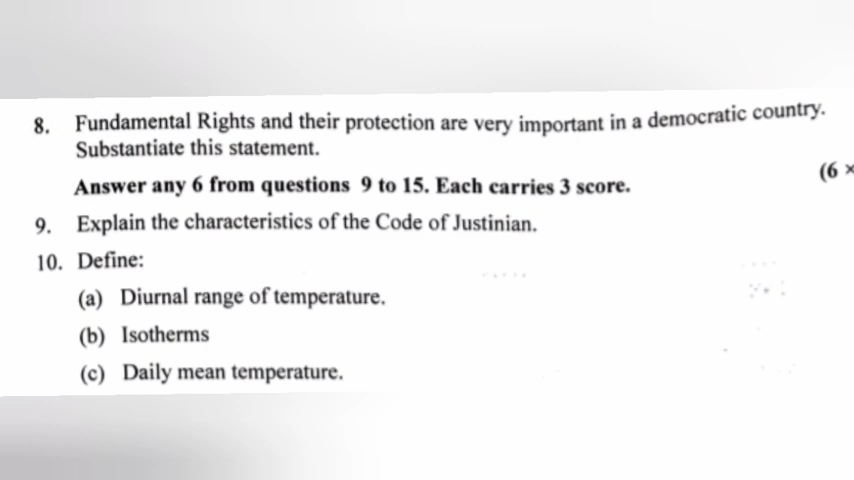 8. Fundamental Rights and their protection are very important in a democratic country.
Substantiate this statement.
(6 ×
Answer any 6 from questions 9 to 15. Each carries 3 score.
9. Explain the characteristics of the Code of Justinian.
10. Define:
(a) Diurnal range of temperature.
(b) Isotherms
(c) Daily mean temperature.